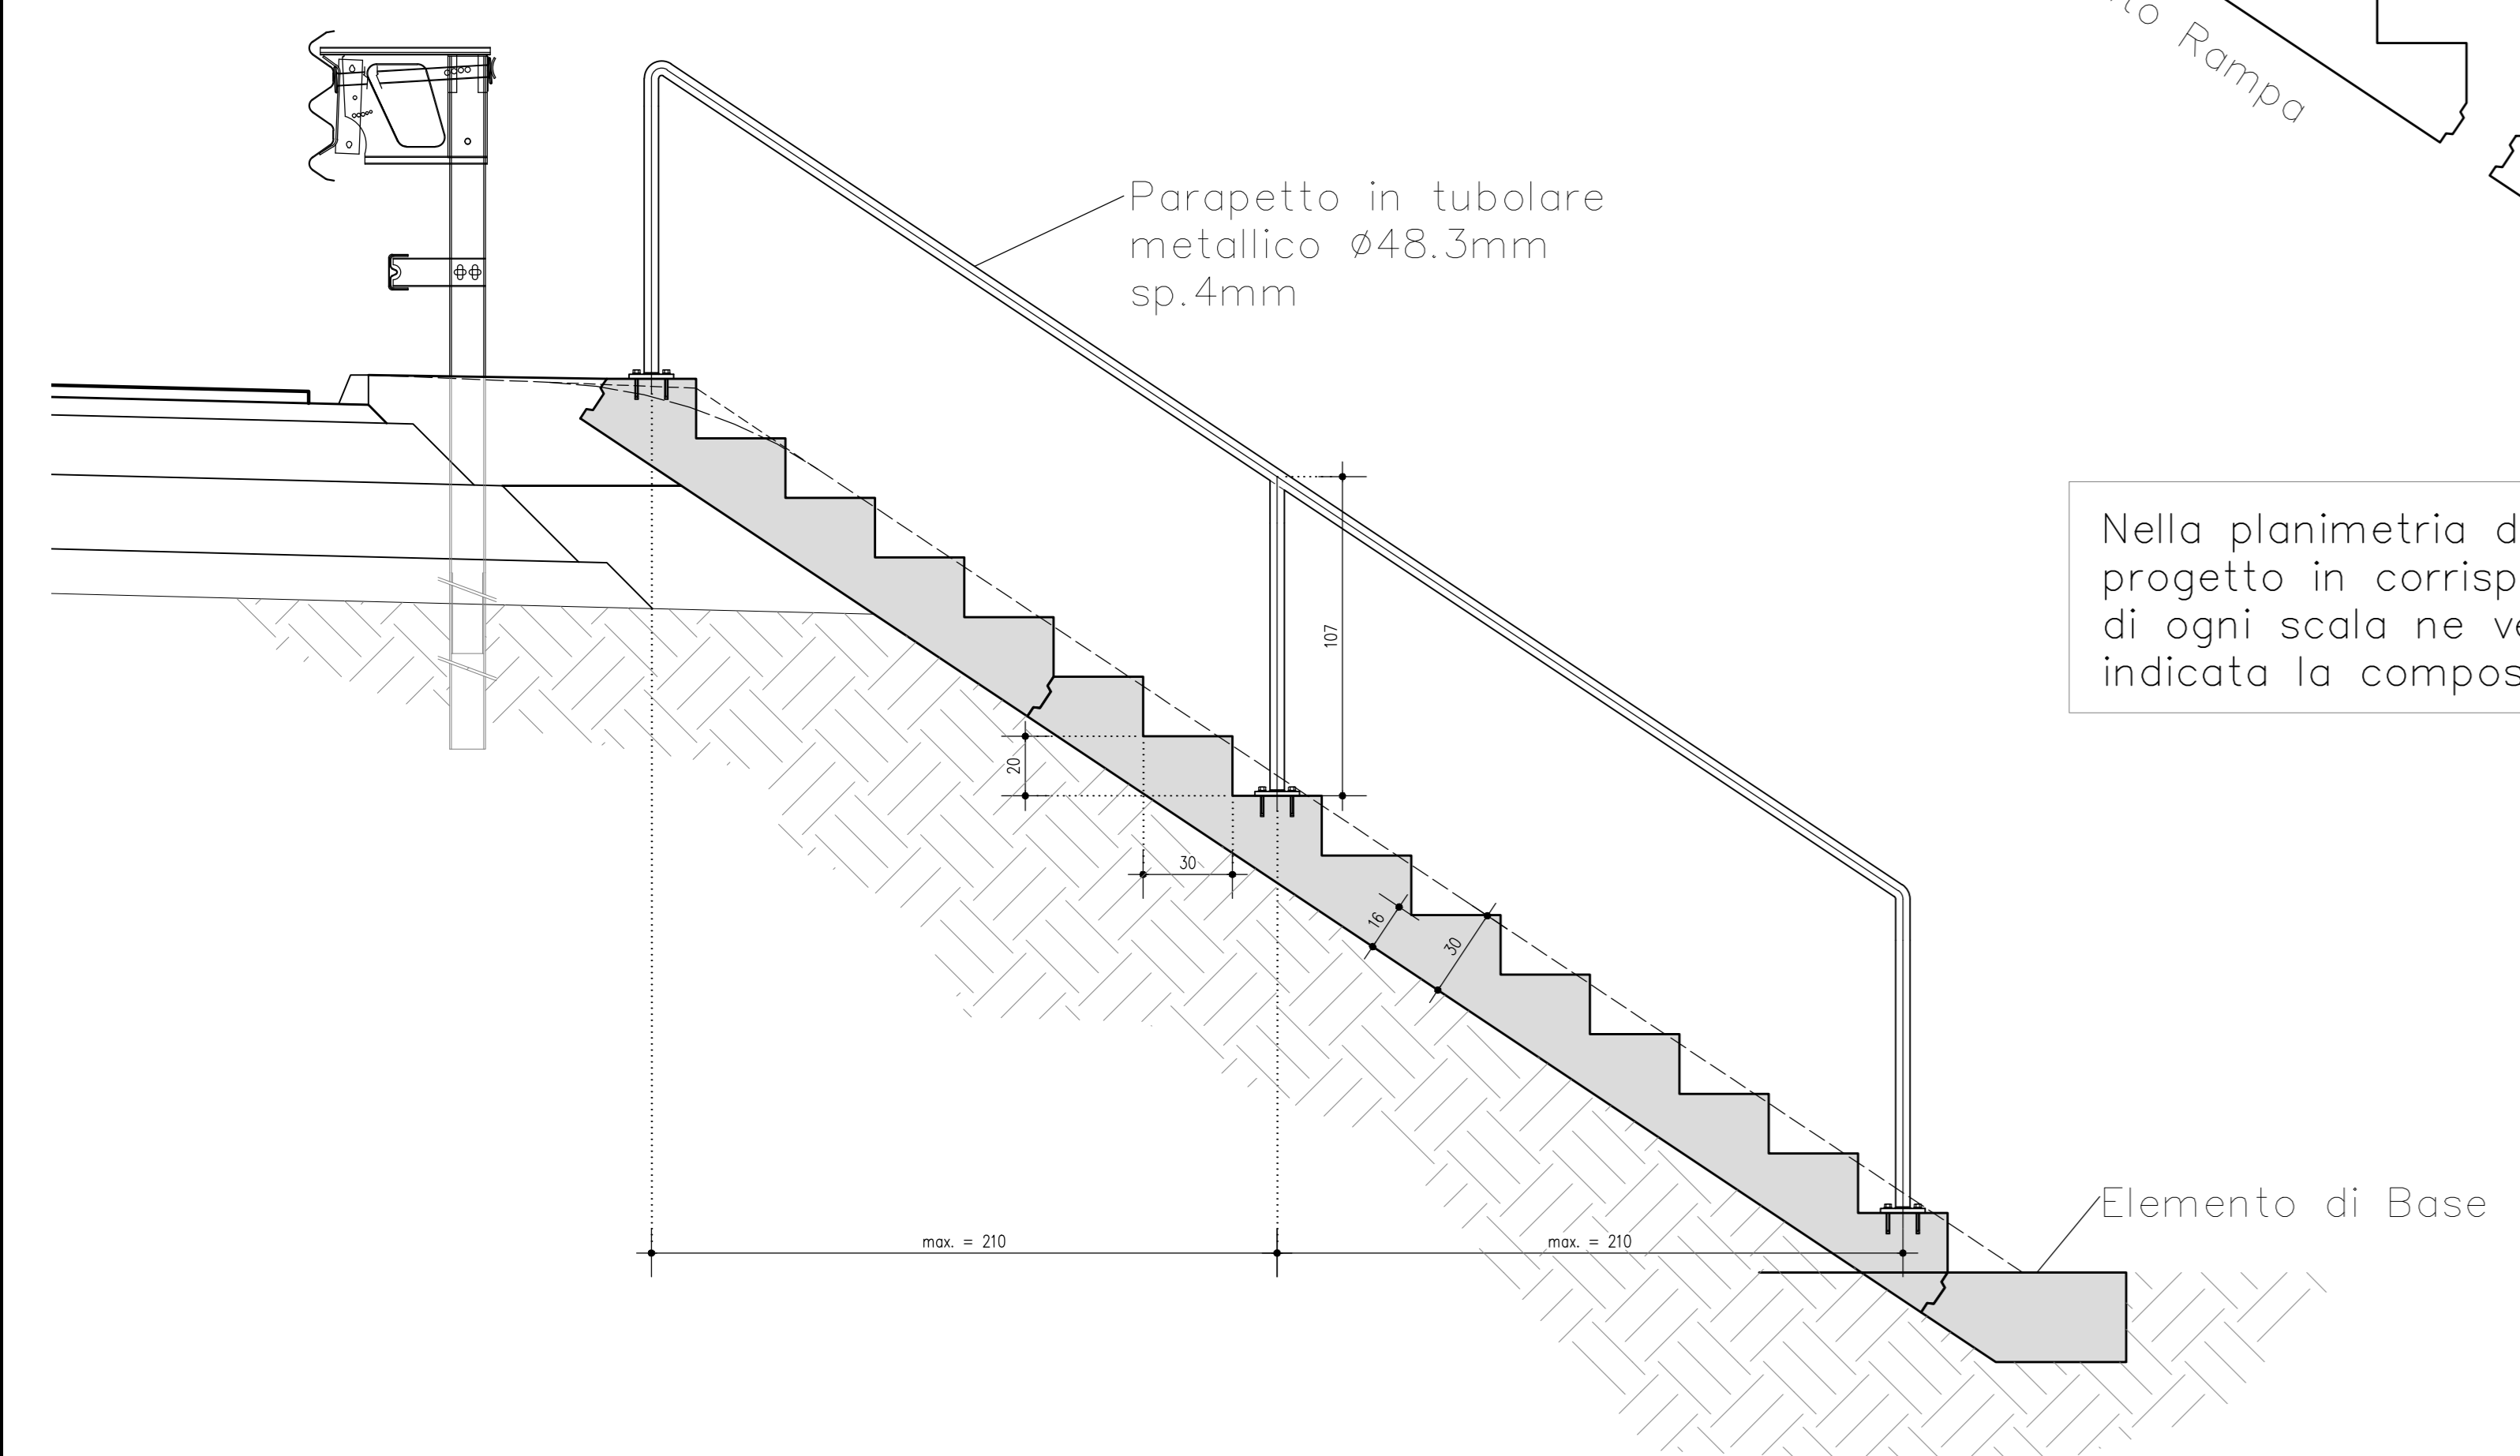 Rampa
Parapetto in tubolare
metallico Ø48.3mm
sp.4mm
Nella planimetria d
progetto in corrisp
di ogni scala ne ve
indicata la compos
107
20
30
16
30
max. = 210
max. = 210
Elemento di Base